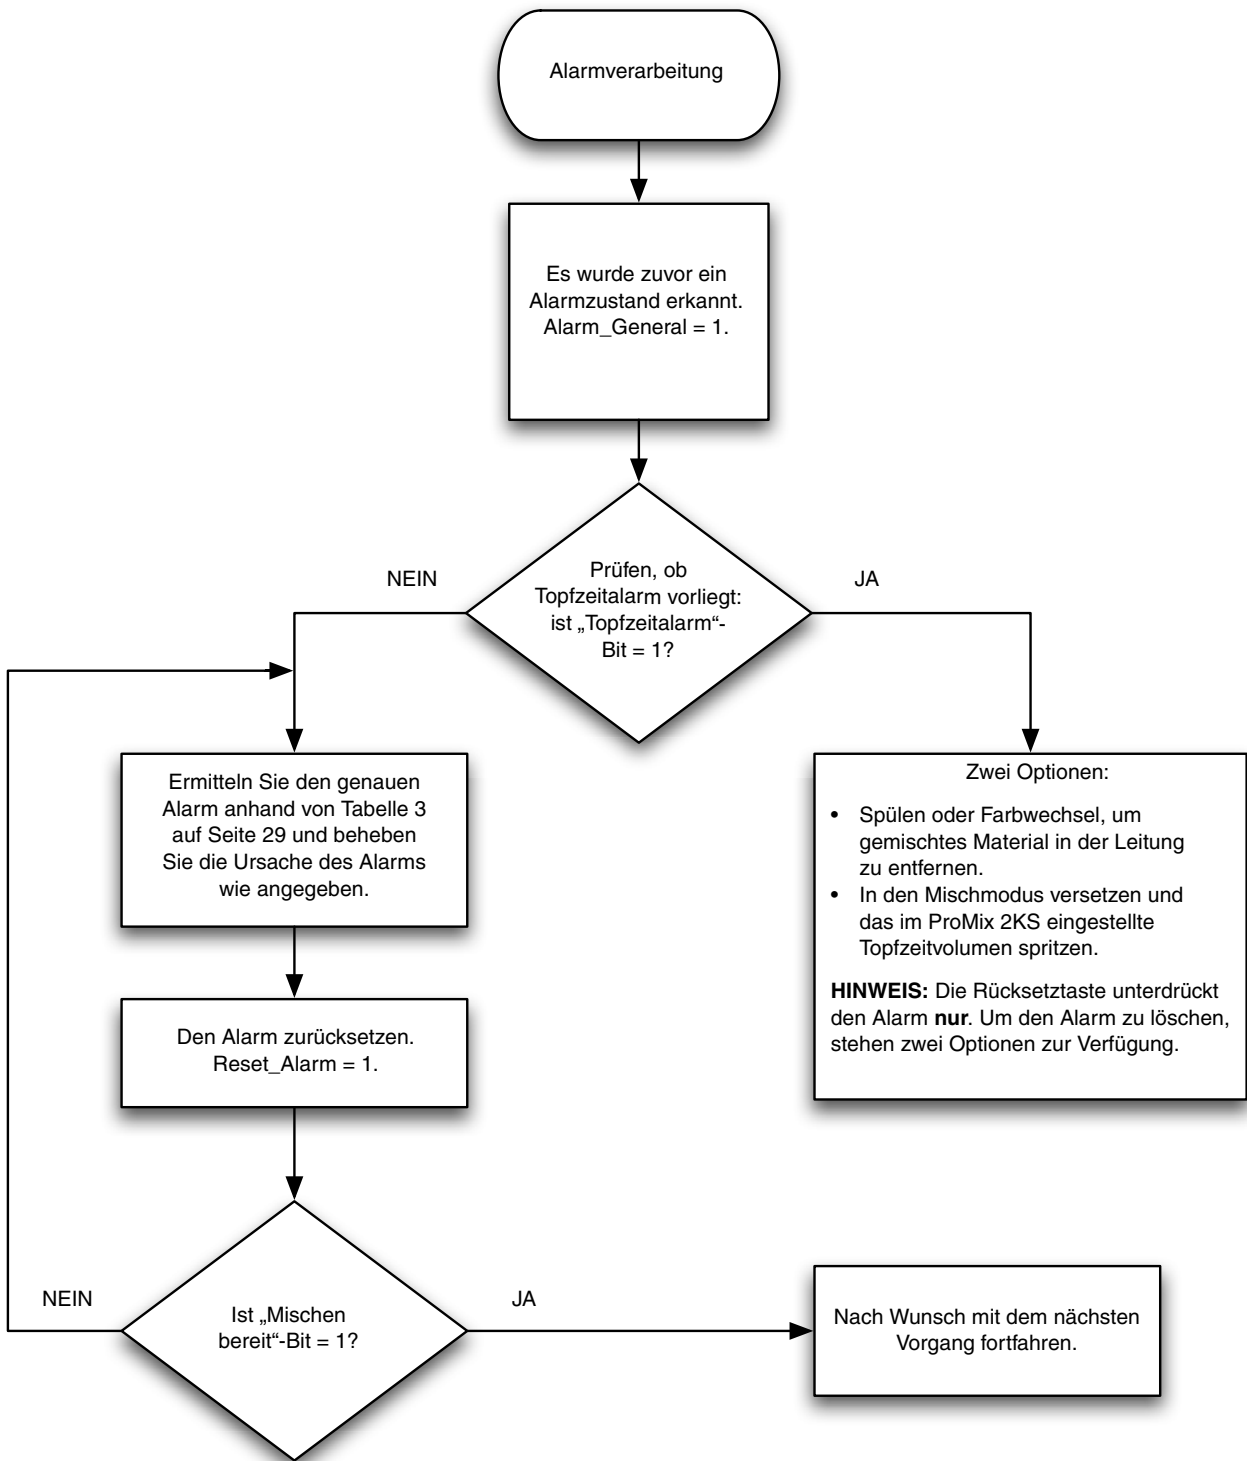 Alarmverarbeitung
Es wurde zuvor ein
Alarmzustand erkannt.
Alarm_General = 1.
NEIN
Prüfen, ob
Topfzeitalarm vorliegt:
ist „Topfzeitalarm“-
Bit = 1?
JA
Ermitteln Sie den genauen
Alarm anhand von Tabelle 3
auf Seite 29 und beheben
Sie die Ursache des Alarms
wie angegeben.
Zwei Optionen:
• Spülen oder Farbwechsel, um
gemischtes Material in der Leitung
zu entfernen.
• In den Mischmodus versetzen und
das im ProMix 2KS eingestellte
Topfzeitvolumen spritzen.
HINWEIS: Die Rücksetztaste unterdrückt
den Alarm nur. Um den Alarm zu löschen,
stehen zwei Optionen zur Verfügung.
Den Alarm zurücksetzen.
Reset_Alarm = 1.
NEIN
Ist „Mischen
bereit“-Bit = 1?
JA
Nach Wunsch mit dem nächsten
Vorgang fortfahren.